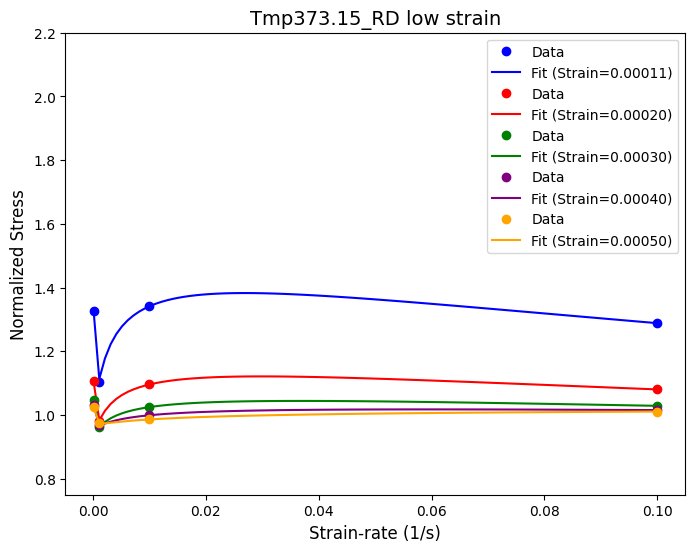 Tmp373.15_RD low strain
Normalized Stress
2.2
2.0
1.8
1.6
1.4
1.2
1.0
0.8
Data
Fit (Strain=0.00011)
Data
Fit (Strain=0.00020)
Data
Fit (Strain=0.00030)
Data
Fit (Strain=0.00040)
Data
Fit (Strain=0.00050)
0.00 0.02 0.04 0.06 0.08 0.10
Strain-rate (1/s)